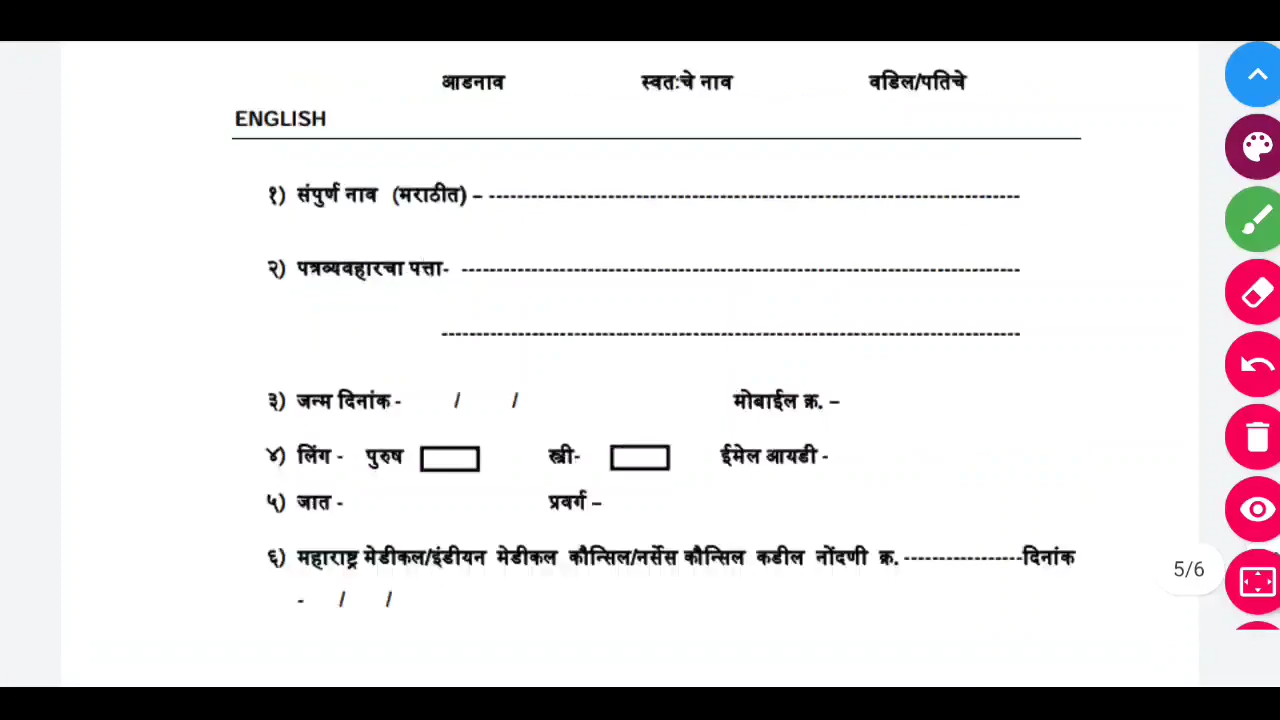 आडनाव स्वतःचे नाव वडिल/पतिचे
ENGLISH
१) संपुर्ण नाव (मराठीत) – ----------------------------------------------------------------------------
२) पत्रव्यवहारचा पत्ता- --------------------------------------------------------------------------------
-----------------------------------------------------------------------------------
३) जन्म दिनांक - / / मोबाईल क्र. –
४) लिंग - पुरुष स्त्री- ईमेल आयडी -
५) जात - प्रवर्ग –
६) महाराष्ट्र मेडीकल/इंडीयन मेडीकल कौन्सिल/नर्सेस कौन्सिल कडील नोंदणी क्र. -----------------दिनांक
- / /
5/6